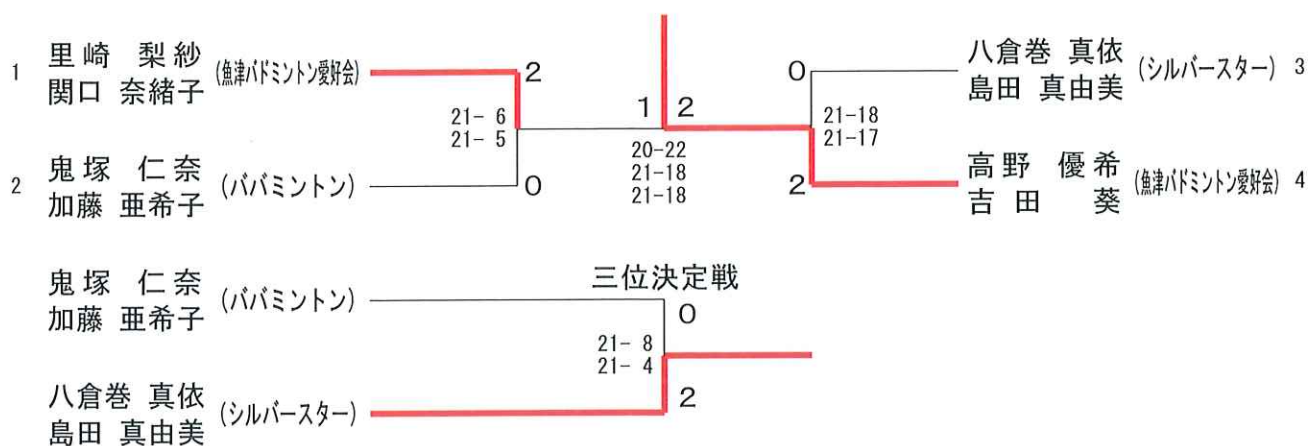 1 里崎 梨紗
関口 奈緒子 (魚津バドミントン愛好会)
2
21- 6
21- 5
2 鬼塚 仁奈
加藤 亜希子 (ババミントン)
0
1 2
20-22
21-18
21-18
0
八倉巻 真依
島田 真由美 (シルバースター) 3
21-18
21-17
2
高野 優希
吉田 葵 (魚津バドミントン愛好会) 4
三位決定戦
鬼塚 仁奈
加藤 亜希子 (ババミントン)
0
21- 8
21- 4
2
八倉巻 真依
島田 真由美 (シルバースター)